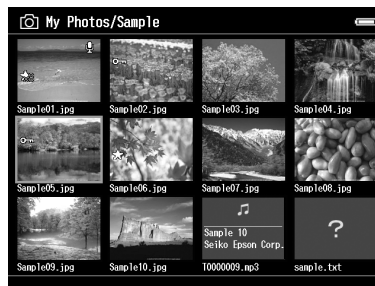 My Photos/Sample
Sample01.jpg
Sample02.jpg
Sample03.jpg
Sample04.jpg
Sample05.jpg
Sample06.jpg
Sample07.jpg
Sample08.jpg
Sample 10
Seiko Epson Corp.
?
Sample09.jpg
Sample10.jpg
T0000009.mp3
sample.txt